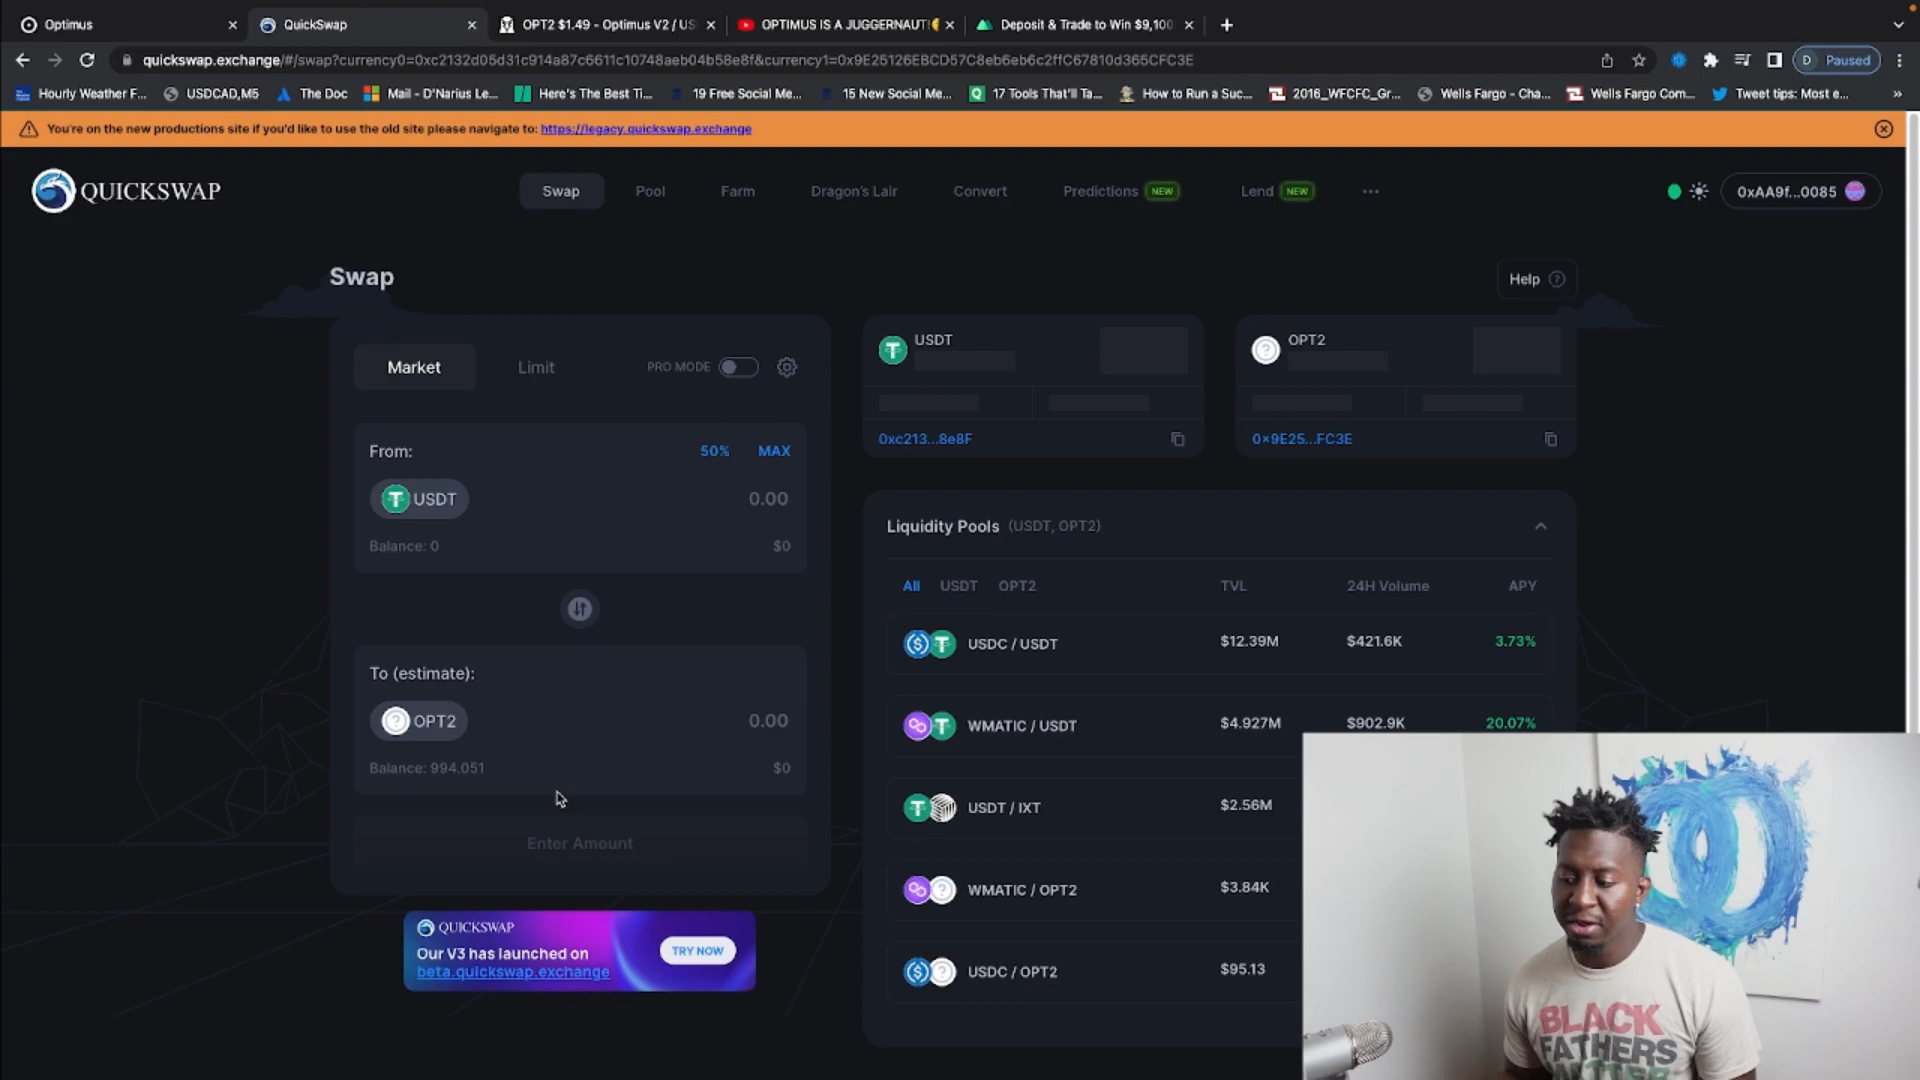 Optimus
QuickSwap
OPT2 $1.49 - Optimus V2 / US
OPTIMUS IS A JUGGERNAUT!
Deposit & Trade to Win $9,100
quickswap.exchange/#/swap?currency0=0xc2132d05d31c914a87c6611c10748aeb04b58e8f&currency1=0x9E25126EBCD57C8eb6eb6c2ffC67810d365CFC3E
D Paused
Hourly Weather F...
USDCAD,M5
The Doc
Mail - D'Narius Le...
Here's The Best Ti...
19 Free Social Me...
15 New Social Me...
17 Tools That'll Ta...
How to Run a Suc...
2016_WFCFC_Gr...
Wells Fargo - Cha...
Wells Fargo Com...
Tweet tips: Most e...
»
You're on the new productions site if you'd like to use the old site please navigate to: https://legacy.quickswap.exchange
QUICKSWAP
Swap
Pool
Farm
Dragon's Lair
Convert
Predictions NEW
Lend NEW
0xAA9f...0085
Swap
Help
Market
Limit
PRO MODE
From:
50%
MAX
USDT
0.00
Balance: 0
$0
To (estimate):
OPT2
0.00
Balance: 994.051
$0
Enter Amount
QUICKSWAP
Our V3 has launched on
beta.quickswap.exchange
TRY NOW
USDT
0xc213...8e8F
OPT2
0x9E25...FC3E
Liquidity Pools (USDT, OPT2)
All USDT OPT2 TVL 24H Volume APY
USDC / USDT $12.39M $421.6K 3.73%
WMATIC / USDT $4.927M $902.9K 20.07%
USDT / IXT $2.56M
WMATIC / OPT2 $3.84K
USDC / OPT2 $95.13
BLACK
FATHERS
MATTER